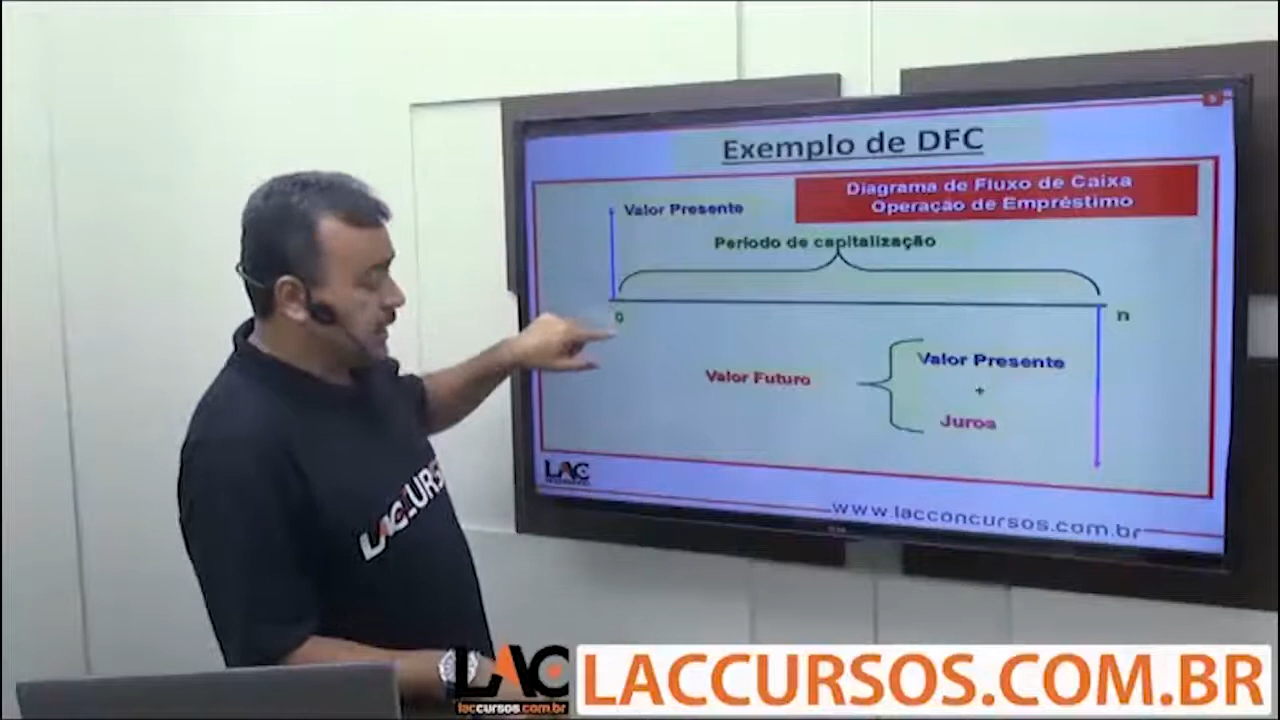 Exemplo de DFC
Diagrama de Fluxo de Caixa
Operação de Empréstimo
Valor Presente
Período de capitalização
0
n
Valor Futuro
Valor Presente
+
Juros
LAC
www.lacconcursos.com.br
LACCURS
LAC
laccursos.com.br
LACCURSOS.COM.BR